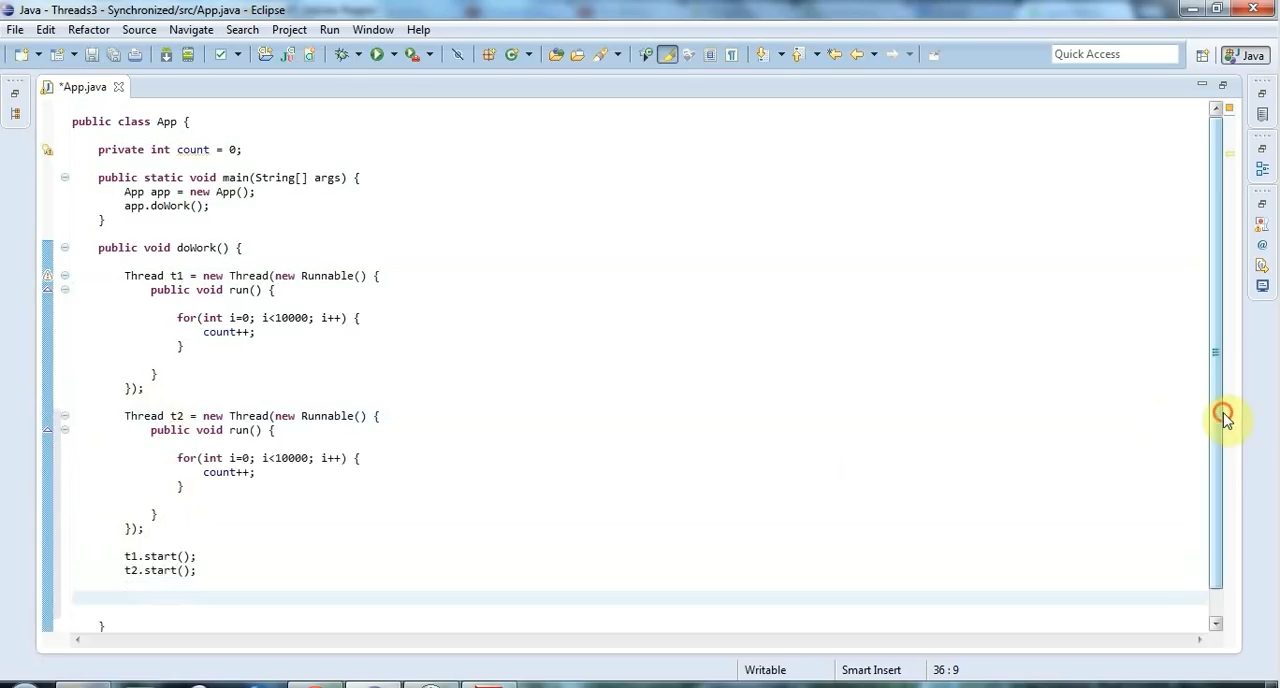 Java - Threads3 - Synchronized/src/App.java - Eclipse
File Edit Refactor Source Navigate Search Project Run Window Help
Quick Access
Java
*App.java
public class App {
private int count = 0;
public static void main(String[] args) {
App app = new App();
app.doWork();
}
public void doWork() {
Thread t1 = new Thread(new Runnable() {
public void run() {
for(int i=0; i<10000; i++) {
count++;
}
}
});
Thread t2 = new Thread(new Runnable() {
public void run() {
for(int i=0; i<10000; i++) {
count++;
}
}
});
t1.start();
t2.start();
}
Writable Smart Insert 36 : 9